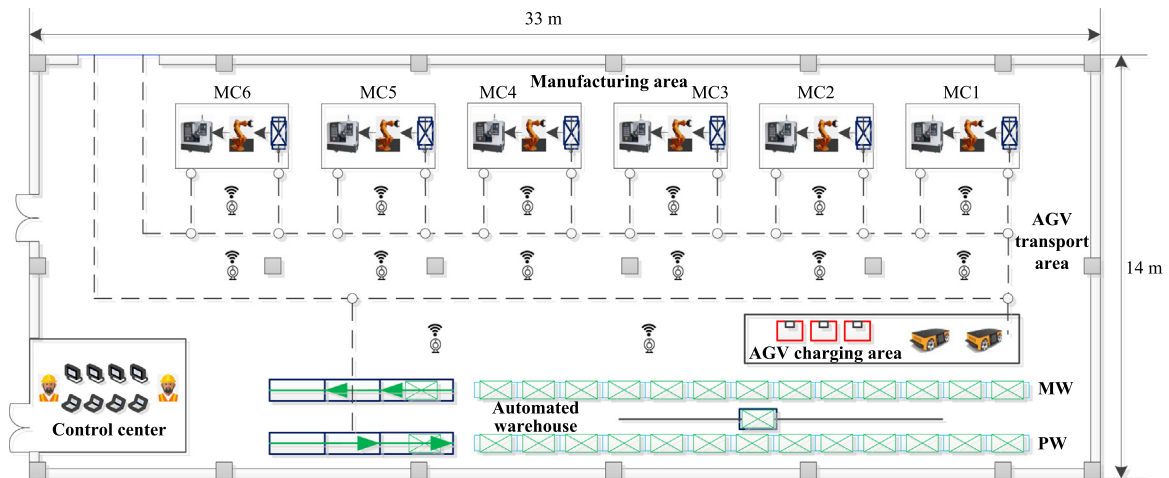 33 m
Manufacturing area
MC6
MC5
MC4
MC3
MC2
MC1
AGV
transport
area
14 m
AGV charging area
Control center
Automated
warehouse
MW
PW